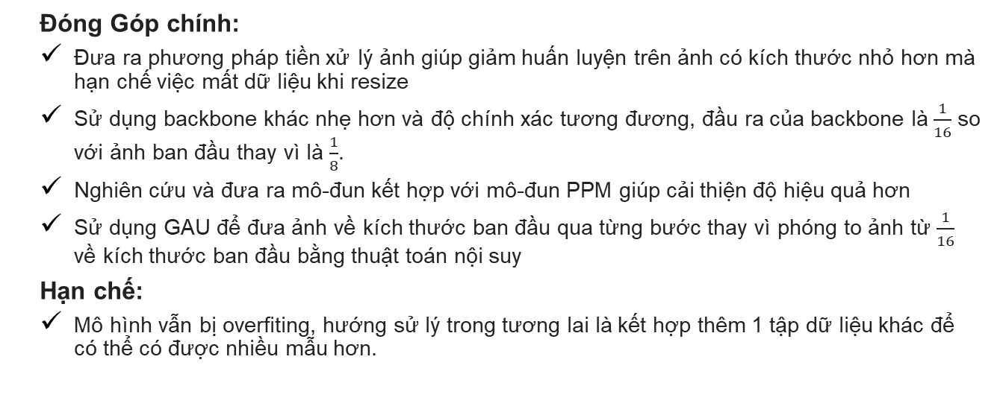 Đóng Góp chính:
✓ Đưa ra phương pháp tiền xử lý ảnh giúp giảm huấn luyện trên ảnh có kích thước nhỏ hơn mà
hạn chế việc mất dữ liệu khi resize
✓ Sử dụng backbone khác nhẹ hơn và độ chính xác tương đương, đầu ra của backbone là 1/16 so
với ảnh ban đầu thay vì là 1/8.
✓ Nghiên cứu và đưa ra mô-đun kết hợp với mô-đun PPM giúp cải thiện độ hiệu quả hơn
✓ Sử dụng GAU để đưa ảnh về kích thước ban đầu qua từng bước thay vì phóng to ảnh từ 1/16
về kích thước ban đầu bằng thuật toán nội suy
Hạn chế:
✓ Mô hình vẫn bị overfiting, hướng sử lý trong tương lai là kết hợp thêm 1 tập dữ liệu khác để
có thể có được nhiều mẫu hơn.